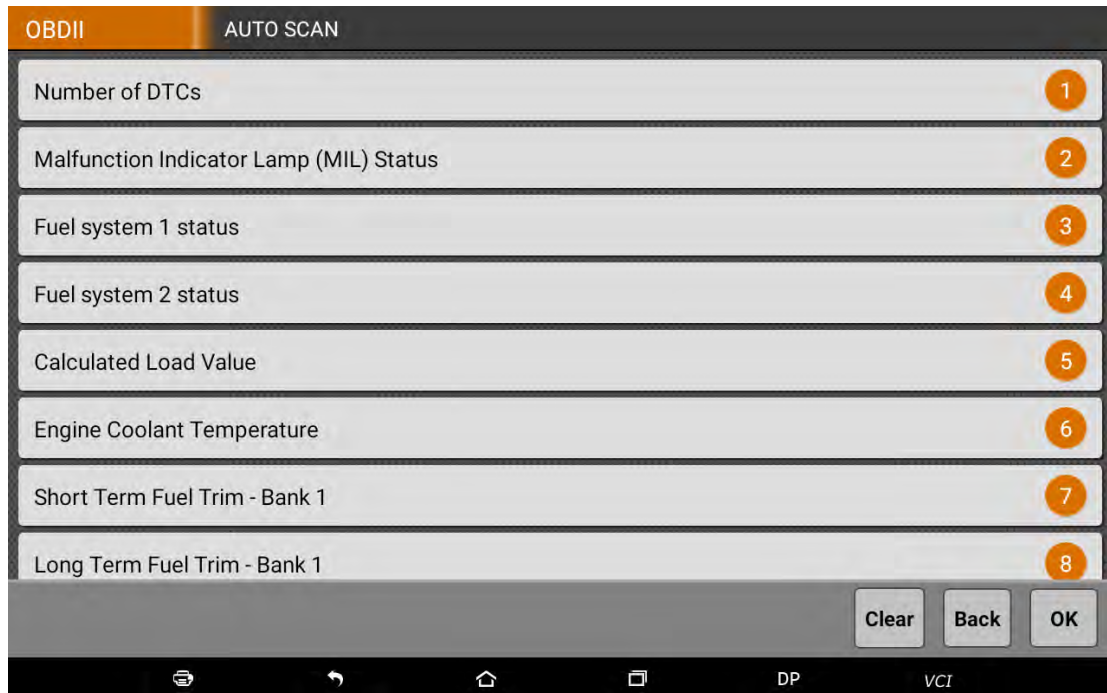 OBDII AUTO SCAN
Number of DTCs 1
Malfunction Indicator Lamp (MIL) Status 2
Fuel system 1 status 3
Fuel system 2 status 4
Calculated Load Value 5
Engine Coolant Temperature 6
Short Term Fuel Trim - Bank 1 7
Long Term Fuel Trim - Bank 1 8
Clear Back OK
DP VCI